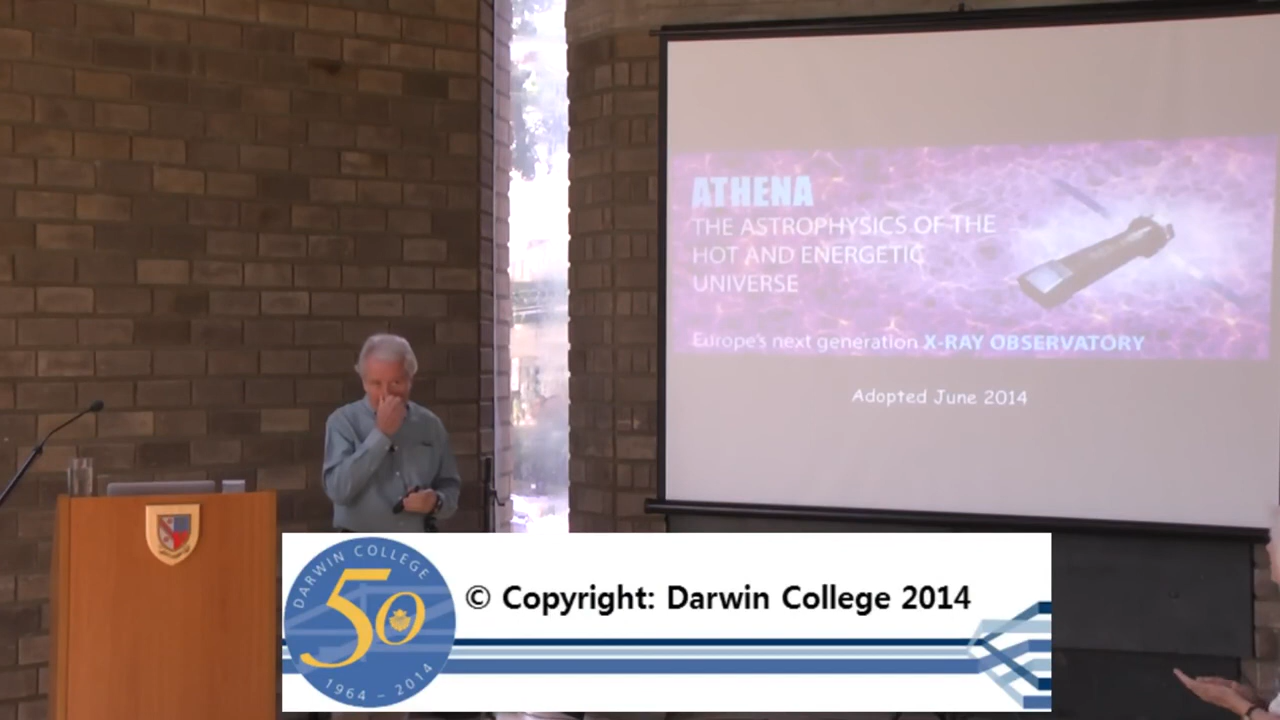 ATHENA
THE ASTROPHYSICS OF THE
HOT AND ENERGETIC
UNIVERSE
Europe's next generation X-RAY OBSERVATORY
Adopted June 2014
DARWIN COLLEGE
50
1964 – 2014
© Copyright: Darwin College 2014